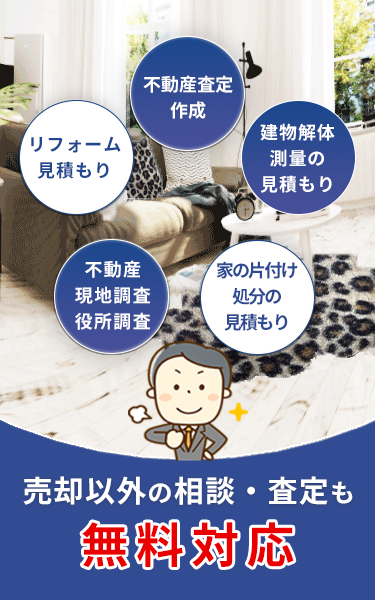 不動産査定
作成
リフォーム
見積もり
建物解体
測量の
見積もり
不動産
現地調査
役所調査
家の片付け
処分の
見積もり
売却以外の相談・査定も
無料対応